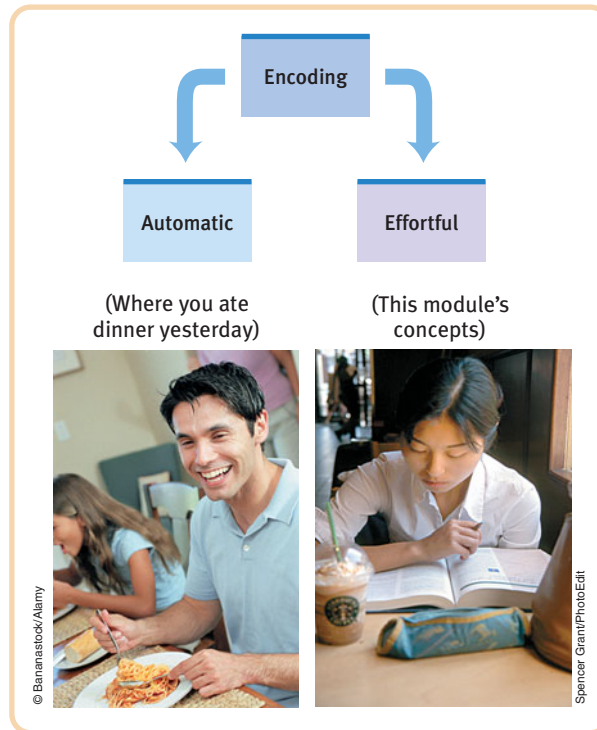 Encoding
Automatic
Effortful
(Where you ate
dinner yesterday)
(This module's
concepts)
© Bananastock/Alamy
Spencer Grant/PhotoEdit